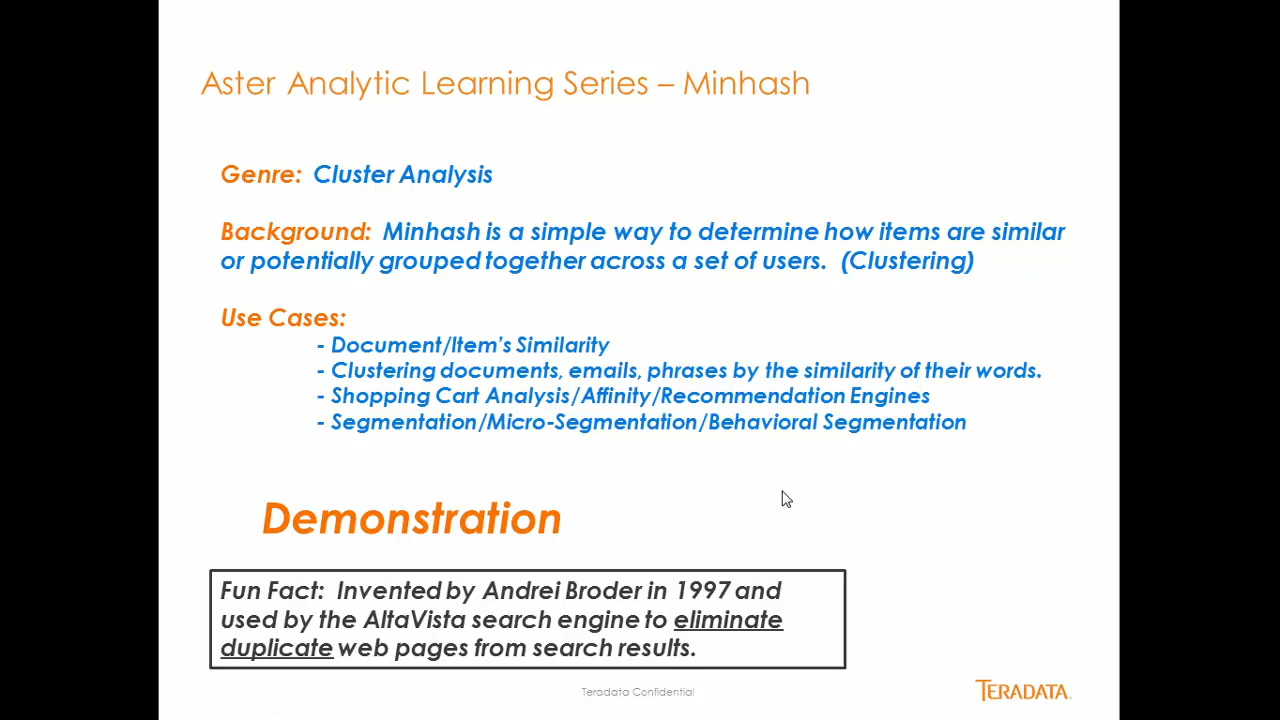 Aster Analytic Learning Series – Minhash
Genre: Cluster Analysis
Background: Minhash is a simple way to determine how items are similar
or potentially grouped together across a set of users. (Clustering)
Use Cases:
- Document/Item's Similarity
- Clustering documents, emails, phrases by the similarity of their words.
- Shopping Cart Analysis/Affinity/Recommendation Engines
- Segmentation/Micro-Segmentation/Behavioral Segmentation
Demonstration
Fun Fact: Invented by Andrei Broder in 1997 and
used by the AltaVista search engine to eliminate
duplicate web pages from search results.
Teradata Confidential
TERADATA.